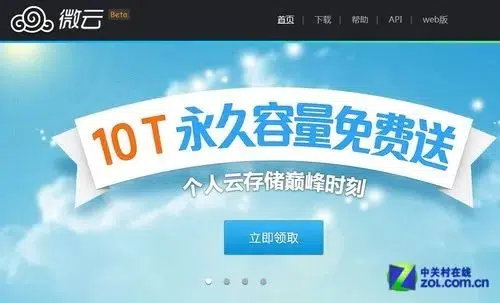 微云 Beta
首页 下载 帮助 API web版
10T 永久容量免费送
个人云存储巅峰时刻
立即领取
中关村在线
zol.com.cn